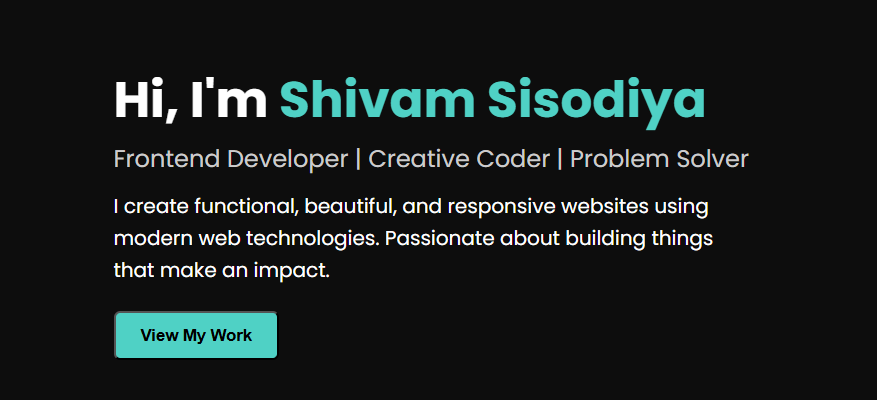 Hi, I'm Shivam Sisodiya
Frontend Developer | Creative Coder | Problem Solver
I create functional, beautiful, and responsive websites using
modern web technologies. Passionate about building things
that make an impact.
View My Work